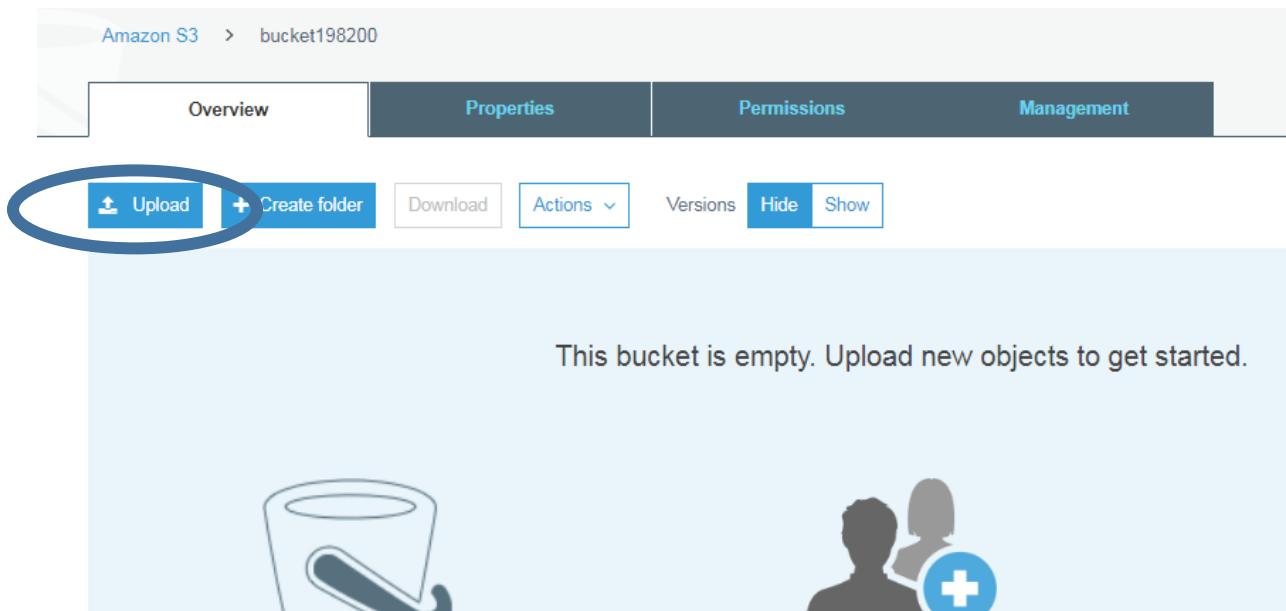 Amazon S3 > bucket198200
Overview Properties Permissions Management
Upload + Create folder Download Actions Versions Hide Show
This bucket is empty. Upload new objects to get started.